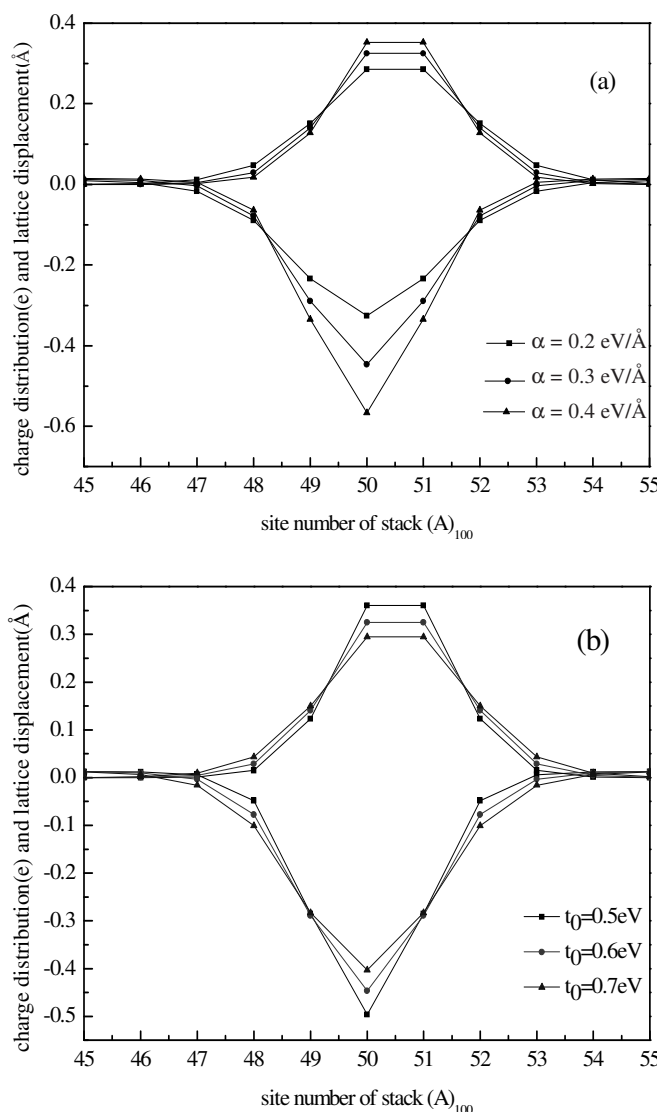 charge distribution(e) and lattice displacement(Å)
0.4
0.2
0.0
-0.2
-0.4
-0.6
(a)
α = 0.2 eV/Å
α = 0.3 eV/Å
α = 0.4 eV/Å
45 46 47 48 49 50 51 52 53 54 55
site number of stack (A)100
charge distribution(e) and lattice displacement(Å)
0.4
0.3
0.2
0.1
0.0
-0.1
-0.2
-0.3
-0.4
-0.5
(b)
t0=0.5eV
t0=0.6eV
t0=0.7eV
45 46 47 48 49 50 51 52 53 54 55
site number of stack (A)100